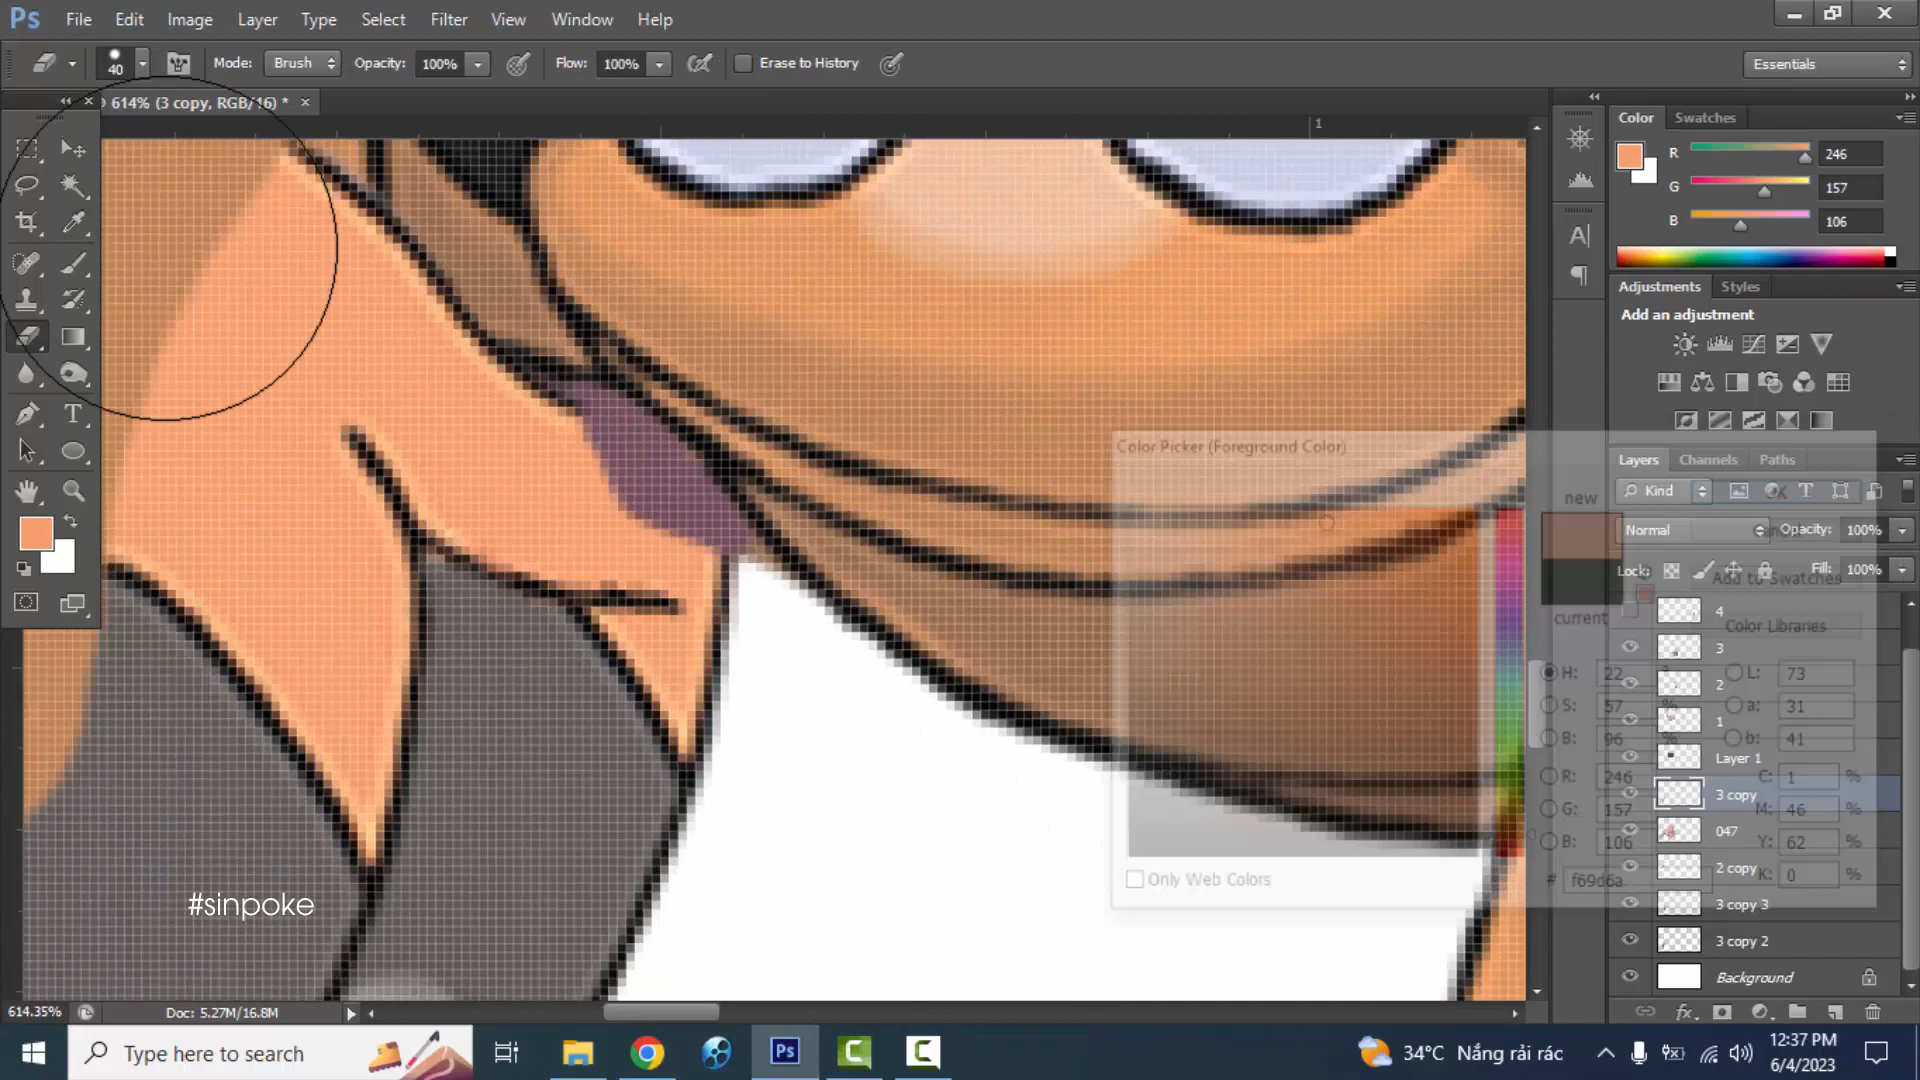 Ps File Edit Image Layer Type Select Filter View Window Help
40 Mode: Brush Opacity: 100% Flow: 100% Erase to History Essentials
614% (3 copy, RGB/16) * ×
1
Color Swatches
R 246
G 157
B 106
Adjustments Styles
Add an adjustment
Color Picker (Foreground Color)
Layers Channels Paths
Kind
new
Normal Opacity: 100%
Lock: Fill: 100%
Add to Swatches
current
Color Libraries
4
3
2
1
Layer 1
3 copy
047
2 copy
3 copy 3
3 copy 2
Background
H: 22 ° L: 73
S: 57 % a: 31
B: 96 % b: 41
R: 246 C: 1 %
G: 157 M: 46 %
B: 106 Y: 62 %
# f69d6a K: 0 %
Only Web Colors
#sinpoke
614.35% Doc: 5.27M/16.8M
Type here to search
34°C Nắng rải rác
12:37 PM
6/4/2023